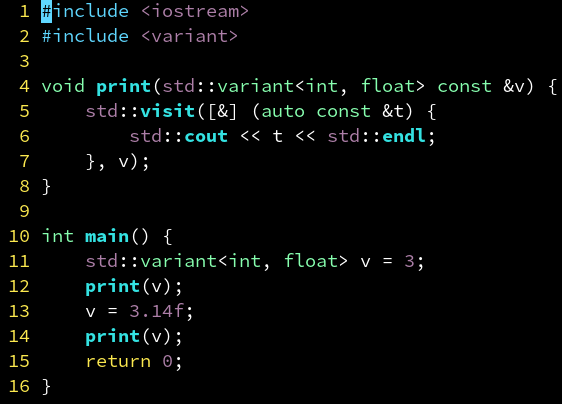 1 #include <iostream>
2 #include <variant>
3
4 void print(std::variant<int, float> const &v) {
5     std::visit([&] (auto const &t) {
6         std::cout << t << std::endl;
7     }, v);
8 }
9
10 int main() {
11     std::variant<int, float> v = 3;
12     print(v);
13     v = 3.14f;
14     print(v);
15     return 0;
16 }